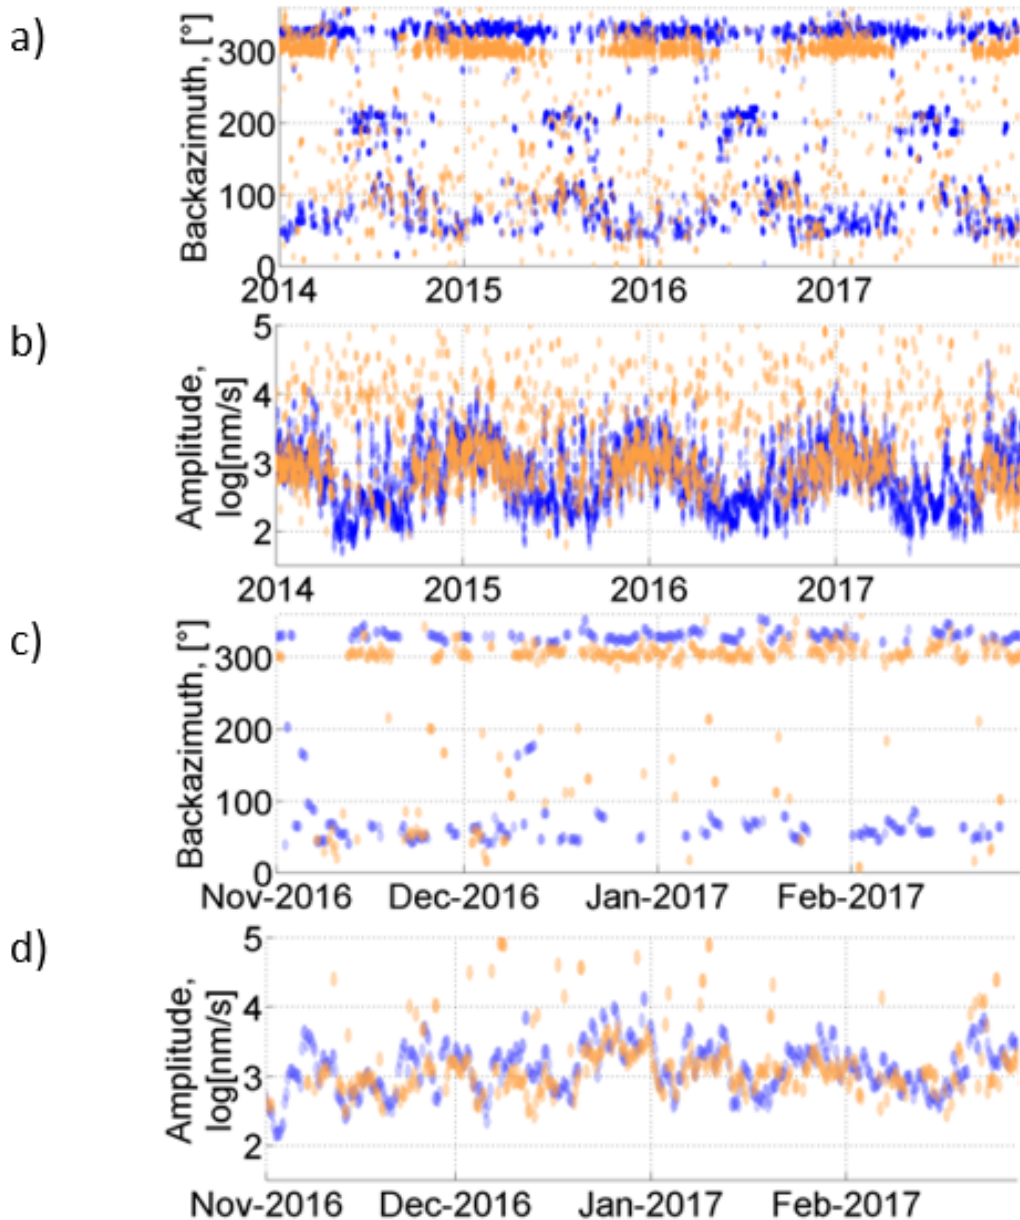 a)
Backazimuth, [°]
300
200
100
0
2014 2015 2016 2017
b)
Amplitude,
log[nm/s]
5
4
3
2
2014 2015 2016 2017
c)
Backazimuth, [°]
300
200
100
0
Nov-2016 Dec-2016 Jan-2017 Feb-2017
d)
Amplitude,
log[nm/s]
5
4
3
2
Nov-2016 Dec-2016 Jan-2017 Feb-2017